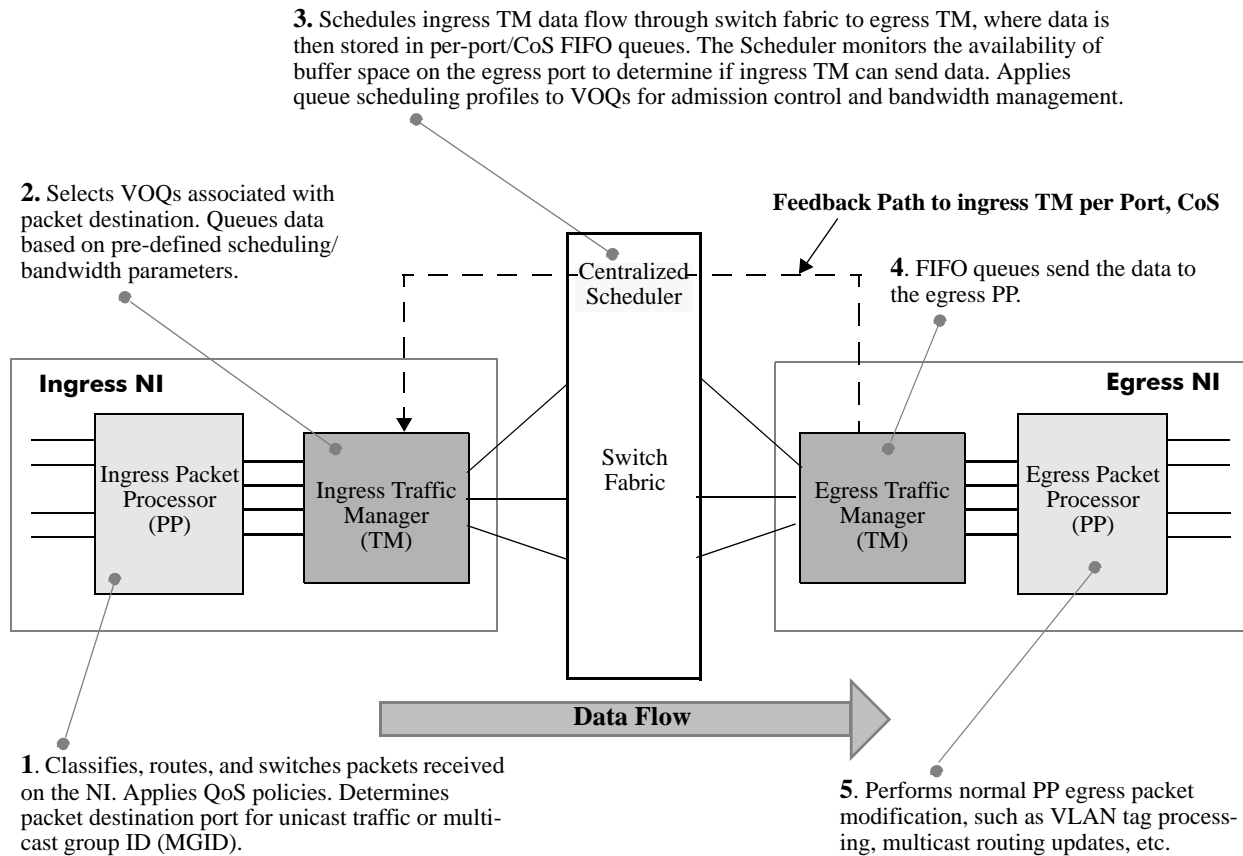 3. Schedules ingress TM data flow through switch fabric to egress TM, where data is
then stored in per-port/CoS FIFO queues. The Scheduler monitors the availability of
buffer space on the egress port to determine if ingress TM can send data. Applies
queue scheduling profiles to VOQs for admission control and bandwidth management.
2. Selects VOQs associated with
packet destination. Queues data
based on pre-defined scheduling/
bandwidth parameters.
Feedback Path to ingress TM per Port, CoS
Centralized
Scheduler
4. FIFO queues send the data to
the egress PP.
Ingress NI
Egress NI
Ingress Packet
Processor
(PP)
Ingress Traffic
Manager
(TM)
Switch
Fabric
Egress Traffic
Manager
(TM)
Egress Packet
Processor
(PP)
Data Flow
1. Classifies, routes, and switches packets received
on the NI. Applies QoS policies. Determines
packet destination port for unicast traffic or multi-
cast group ID (MGID).
5. Performs normal PP egress packet
modification, such as VLAN tag process-
ing, multicast routing updates, etc.